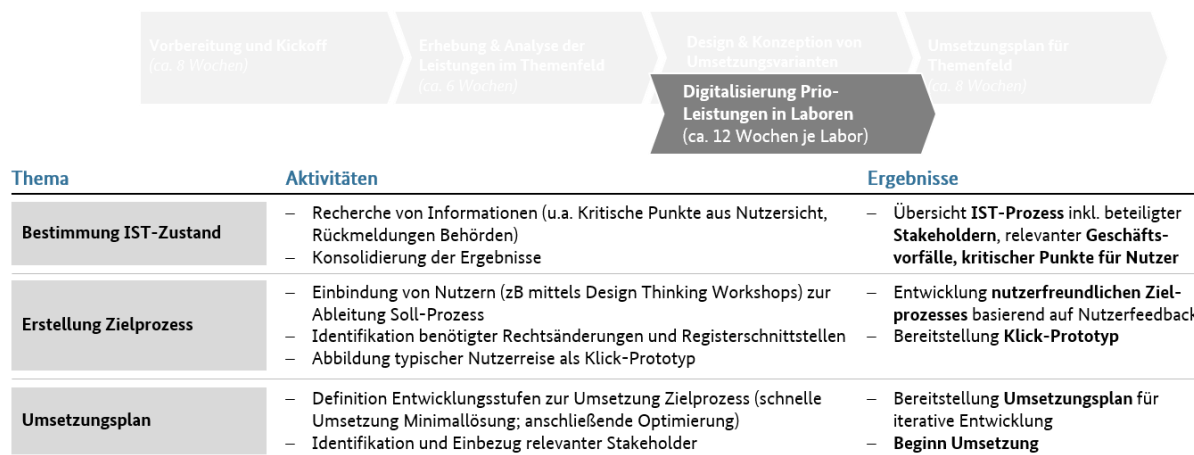 Vorbereitung und Kickoff
(ca. 8 Wochen)
Erhebung & Analyse der
Leistungen im Themenfeld
(ca. 6 Wochen)
Design & Konzeption von
Umsetzungsvarianten
Umsetzungsplan für
Themenfeld
(ca. 8 Wochen)
Digitalisierung Prio-
Leistungen in Laboren
(ca. 12 Wochen je Labor)
Thema
Aktivitäten
Ergebnisse
Bestimmung IST-Zustand
– Recherche von Informationen (u.a. Kritische Punkte aus Nutzersicht,
Rückmeldungen Behörden)
– Konsolidierung der Ergebnisse
– Übersicht IST-Prozess inkl. beteiligter
Stakeholdern, relevanter Geschäfts-
vorfälle, kritischer Punkte für Nutzer
Erstellung Zielprozess
– Einbindung von Nutzern (zB mittels Design Thinking Workshops) zur
Ableitung Soll-Prozess
– Identifikation benötigter Rechtsänderungen und Registerschnittstellen
– Abbildung typischer Nutzerreise als Klick-Prototyp
– Entwicklung nutzerfreundlichen Ziel-
prozesses basierend auf Nutzerfeedback
– Bereitstellung Klick-Prototyp
Umsetzungsplan
– Definition Entwicklungsstufen zur Umsetzung Zielprozess (schnelle
Umsetzung Minimallösung; anschließende Optimierung)
– Identifikation und Einbezug relevanter Stakeholder
– Bereitstellung Umsetzungsplan für
iterative Entwicklung
– Beginn Umsetzung